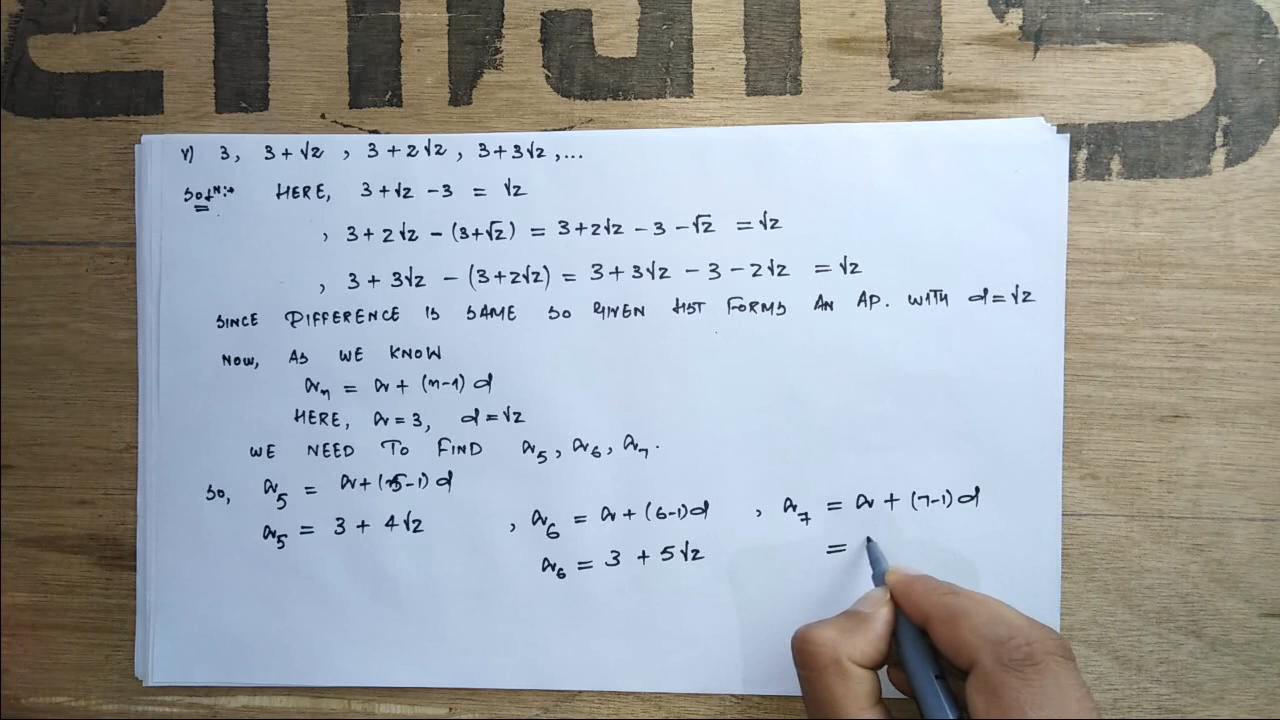 v) 3, 3+√2 , 3+2√2, 3+3√2,...
Solᴺ:→ HERE, 3+√2 -3 = √2
, 3+2√2 - (3+√2) = 3+2√2 -3 -√2 = √2
, 3+3√2 - (3+2√2) = 3+3√2 -3 -2√2 = √2
SINCE DIFFERENCE IS SAME SO GIVEN LIST FORMS AN AP. WITH d=√2
NOW, AS WE KNOW
aₙ = a + (n-1) d
HERE, a=3, d=√2
WE NEED TO FIND a₅, a₆, a₇.
SO, a₅ = a+(5-1)d
, a₆ = a+(6-1)d , a₇ = a+(7-1)d
a₅ = 3 + 4√2
a₆ = 3 + 5√2 =